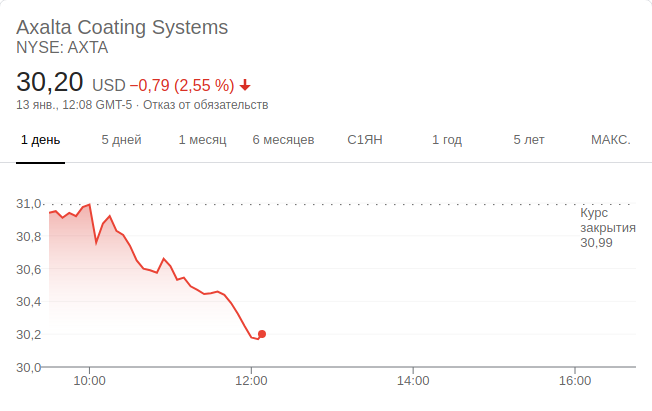 Axalta Coating Systems
NYSE: AXTA
30,20 USD −0,79 (2,55 %)
13 янв., 12:08 GMT-5 · Отказ от обязательств
1 день 5 дней 1 месяц 6 месяцев С1ЯН 1 год 5 лет МАКС.
31,0
Курс
закрытия
30,99
30,8
30,6
30,4
30,2
30,0
10:00 12:00 14:00 16:00